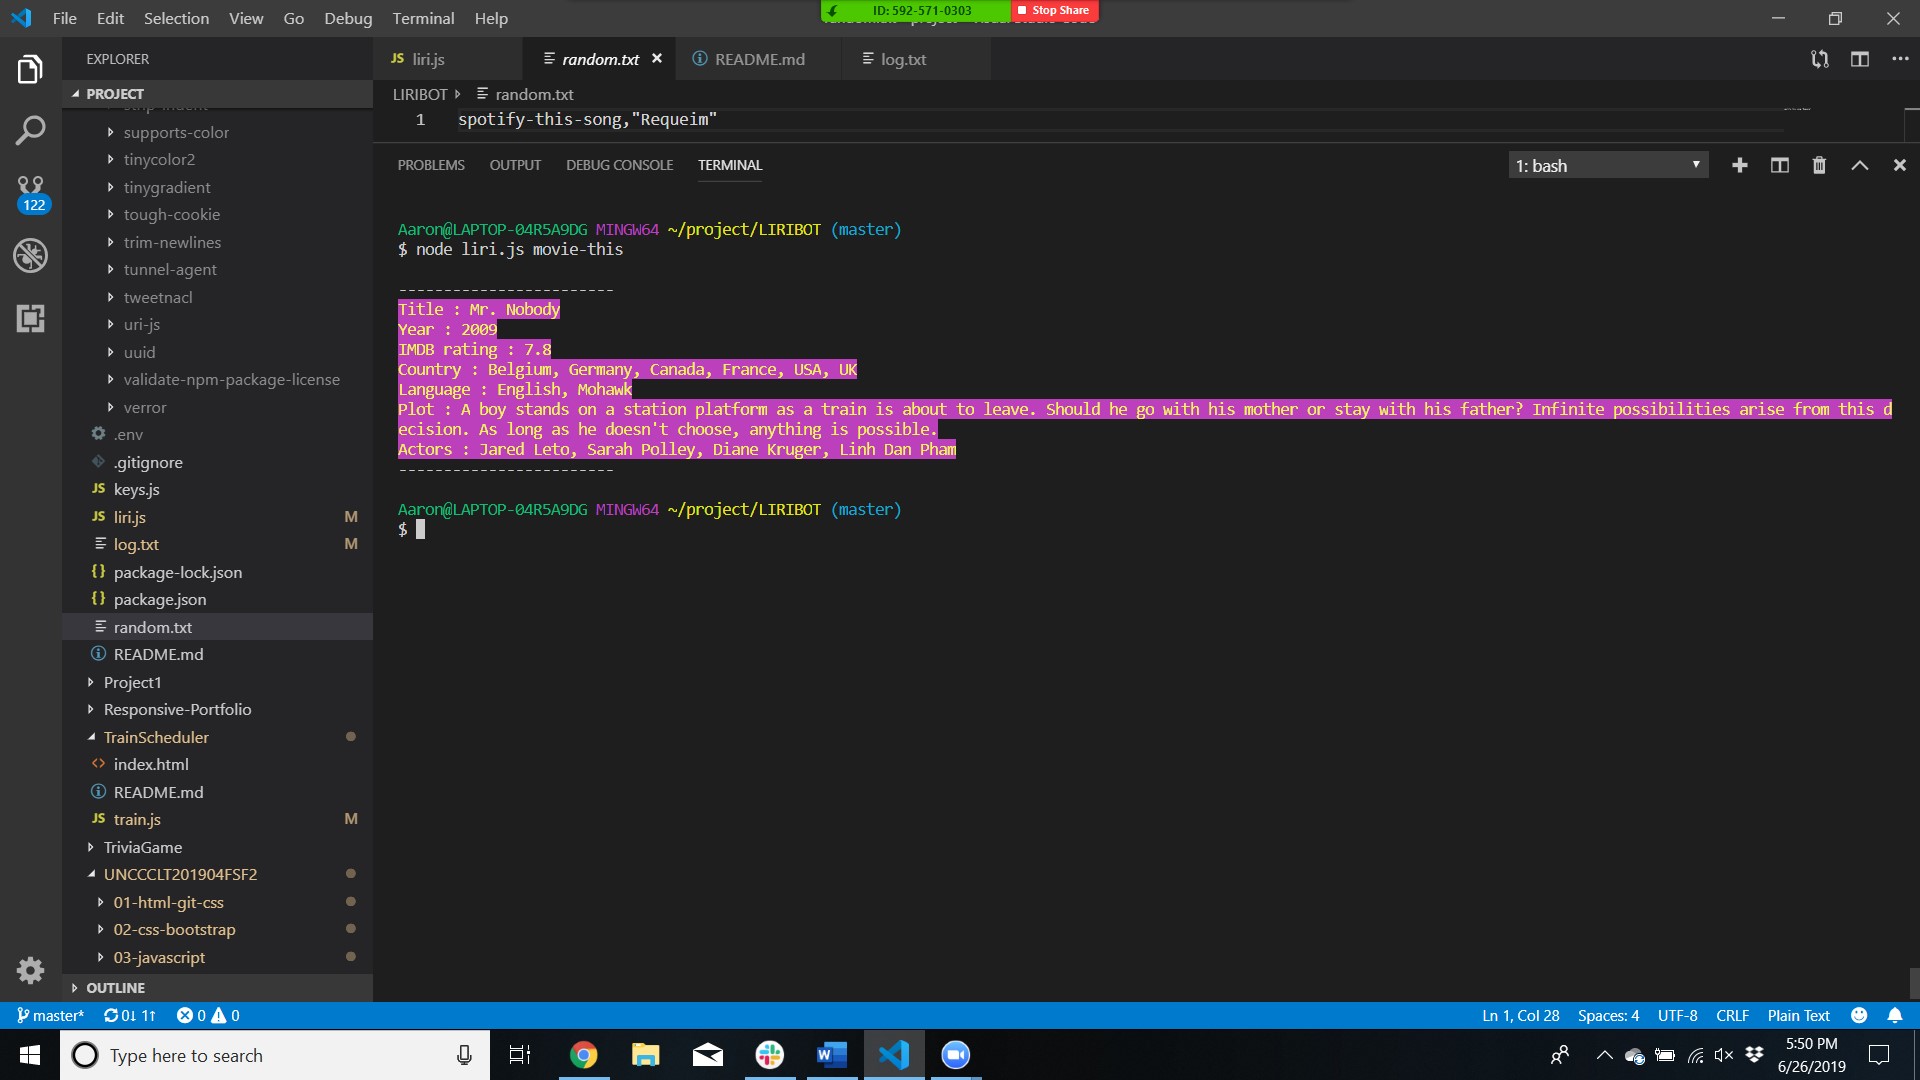 File Edit Selection View Go Debug Terminal Help
ID: 592-571-0303 Stop Share
EXPLORER
JS liri.js random.txt README.md log.txt
PROJECT
LIRIBOT random.txt
1 spotify-this-song,"Requeim"
supports-color
tinycolor2
tinygradient
tough-cookie
trim-newlines
tunnel-agent
tweetnacl
uri-js
uuid
validate-npm-package-license
verror
.env
.gitignore
JS keys.js
JS liri.js M
log.txt M
{} package-lock.json
{} package.json
random.txt
README.md
Project1
Responsive-Portfolio
TrainScheduler
<> index.html
README.md
JS train.js M
TriviaGame
UNCCCLT201904FSF2
01-html-git-css
02-css-bootstrap
03-javascript
OUTLINE
122
PROBLEMS OUTPUT DEBUG CONSOLE TERMINAL 1: bash
Aaron@LAPTOP-04R5A9DG MINGW64 ~/project/LIRIBOT (master)
$ node liri.js movie-this
------------------------
Title : Mr. Nobody
Year : 2009
IMDB rating : 7.8
Country : Belgium, Germany, Canada, France, USA, UK
Language : English, Mohawk
Plot : A boy stands on a station platform as a train is about to leave. Should he go with his mother or stay with his father? Infinite possibilities arise from this d
ecision. As long as he doesn't choose, anything is possible.
Actors : Jared Leto, Sarah Polley, Diane Kruger, Linh Dan Pham
------------------------
Aaron@LAPTOP-04R5A9DG MINGW64 ~/project/LIRIBOT (master)
$
master* 0↓ 1↑ 0 0 Ln 1, Col 28 Spaces: 4 UTF-8 CRLF Plain Text
Type here to search
5:50 PM
6/26/2019